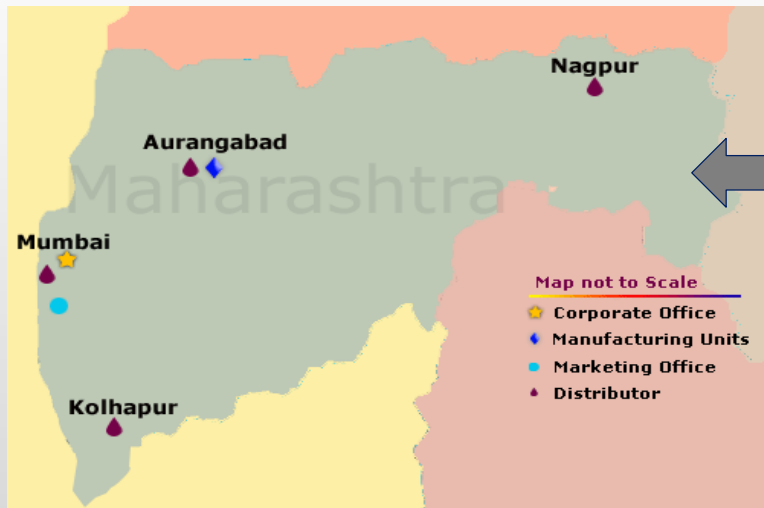 Nagpur
Aurangabad
Maharashtra
Mumbai
Map not to Scale
Corporate Office
Manufacturing Units
Marketing Office
Distributor
Kolhapur